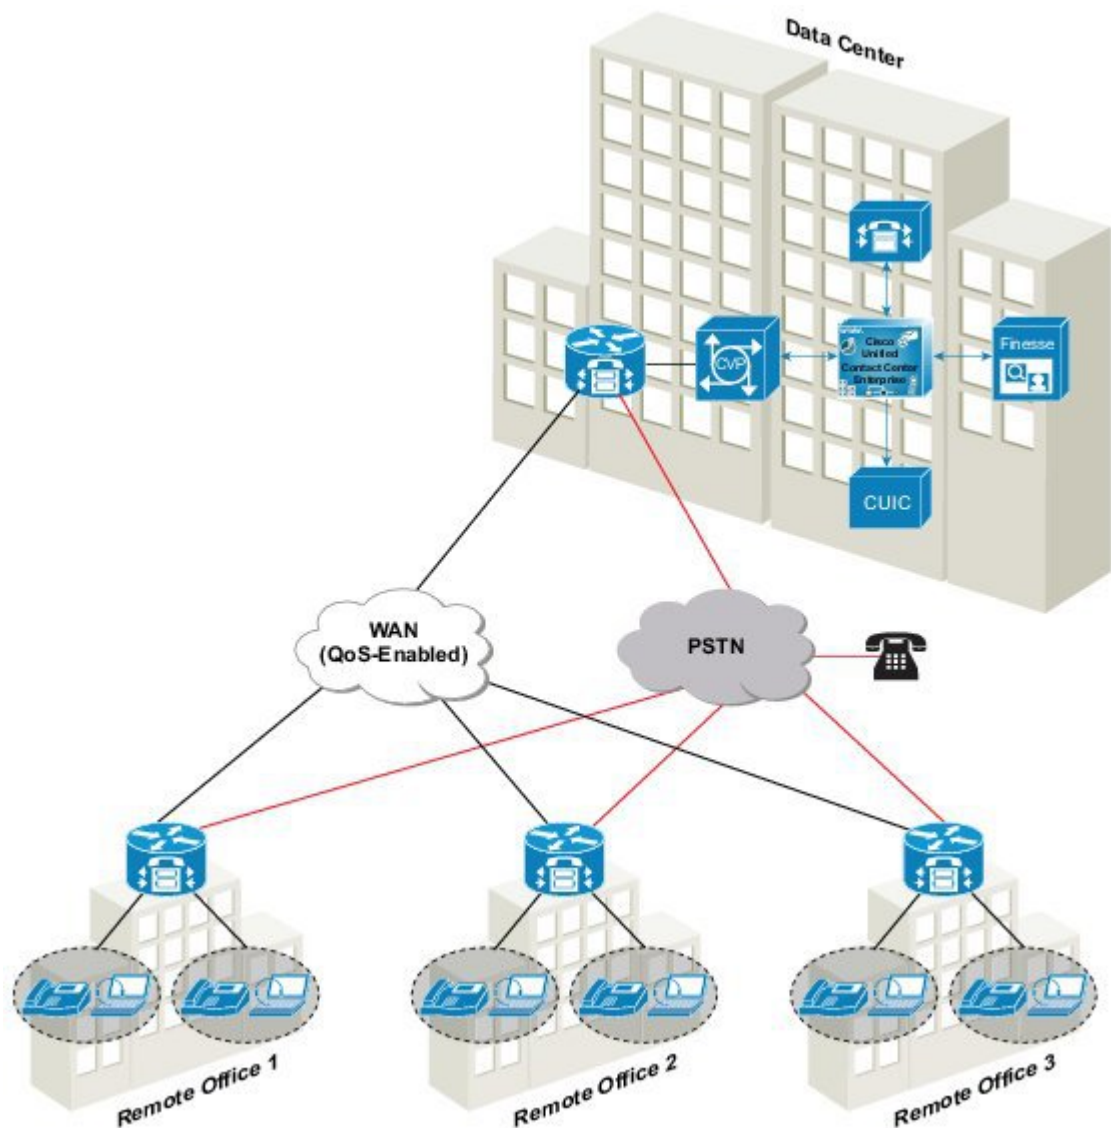 Data Center
CVP
Cisco
Unified
Contact Center
Enterprise
Finesse
CUIC
WAN
(QoS-Enabled)
PSTN
Remote Office 1
Remote Office 2
Remote Office 3